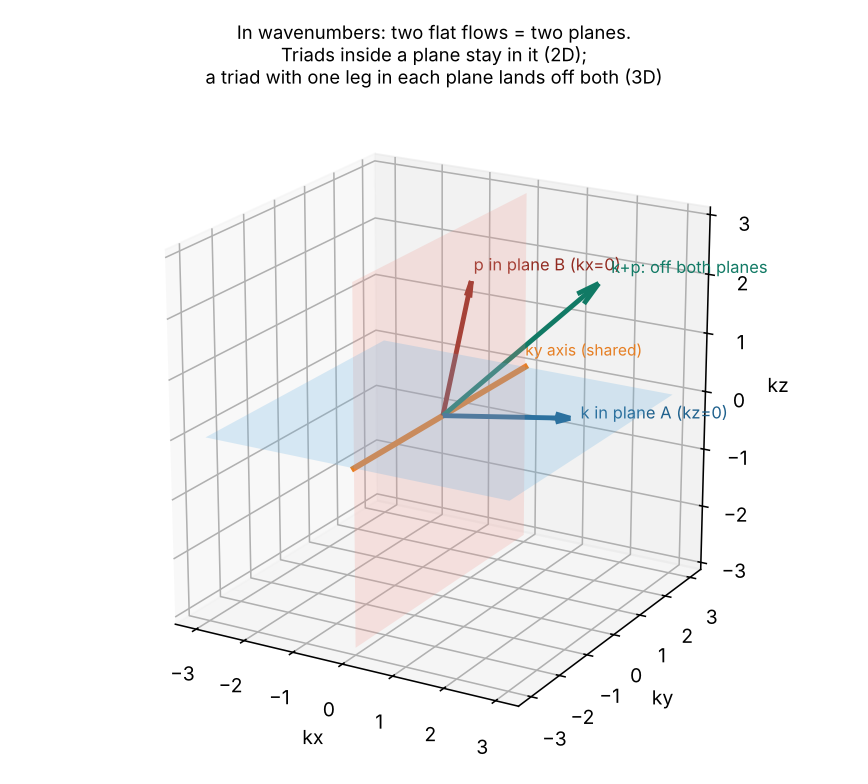 In wavenumbers: two flat flows = two planes.
Triads inside a plane stay in it (2D);
a triad with one leg in each plane lands off both (3D)
p in plane B (kx=0)
k+p: off both planes
ky axis (shared)
k in plane A (kz=0)
3
2
1
0
−1
−2
−3
kz
−3
−2
−1
0
1
2
3
kx
−3
−2
−1
0
1
2
3
ky